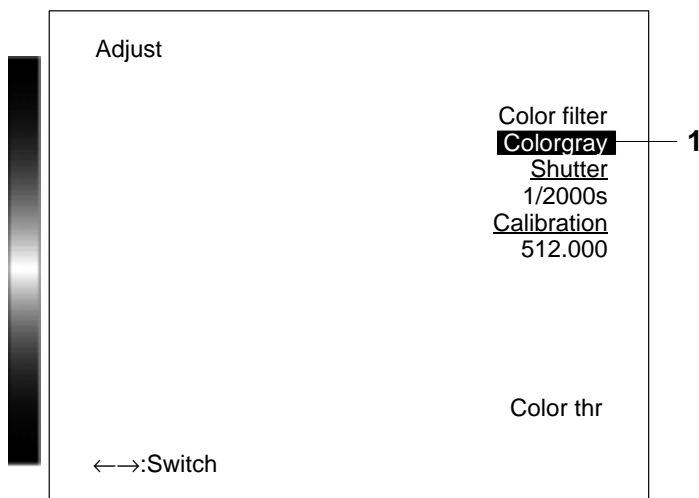 Adjust
Color filter
Colorgray
1
Shutter
1/2000s
Calibration
512.000
Color thr
←→:Switch